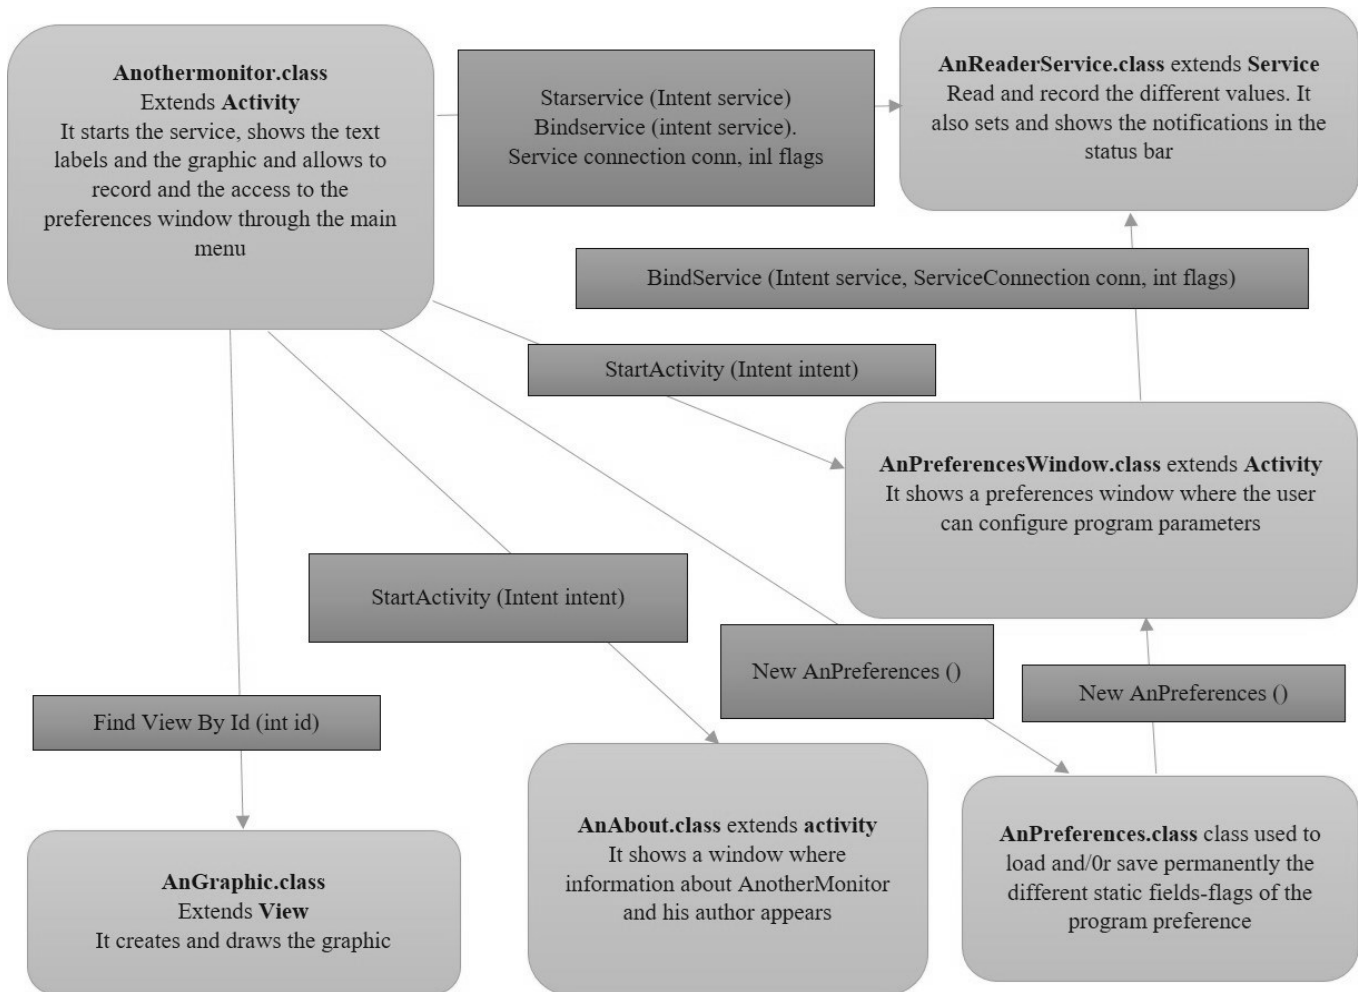 Anothermonitor.class
Extends Activity
It starts the service, shows the text
labels and the graphic and allows to
record and the access to the
preferences window through the main
menu
Starservice (Intent service)
Bindservice (intent service).
Service connection conn, inl flags
AnReaderService.class extends Service
Read and record the different values. It
also sets and shows the notifications in the
status bar
BindService (Intent service, ServiceConnection conn, int flags)
StartActivity (Intent intent)
AnPreferencesWindow.class extends Activity
It shows a preferences window where the user
can configure program parameters
StartActivity (Intent intent)
New AnPreferences ()
New AnPreferences ()
Find View By Id (int id)
AnGraphic.class
Extends View
It creates and draws the graphic
AnAbout.class extends activity
It shows a window where
information about AnotherMonitor
and his author appears
AnPreferences.class class used to
load and/0r save permanently the
different static fields-flags of the
program preference